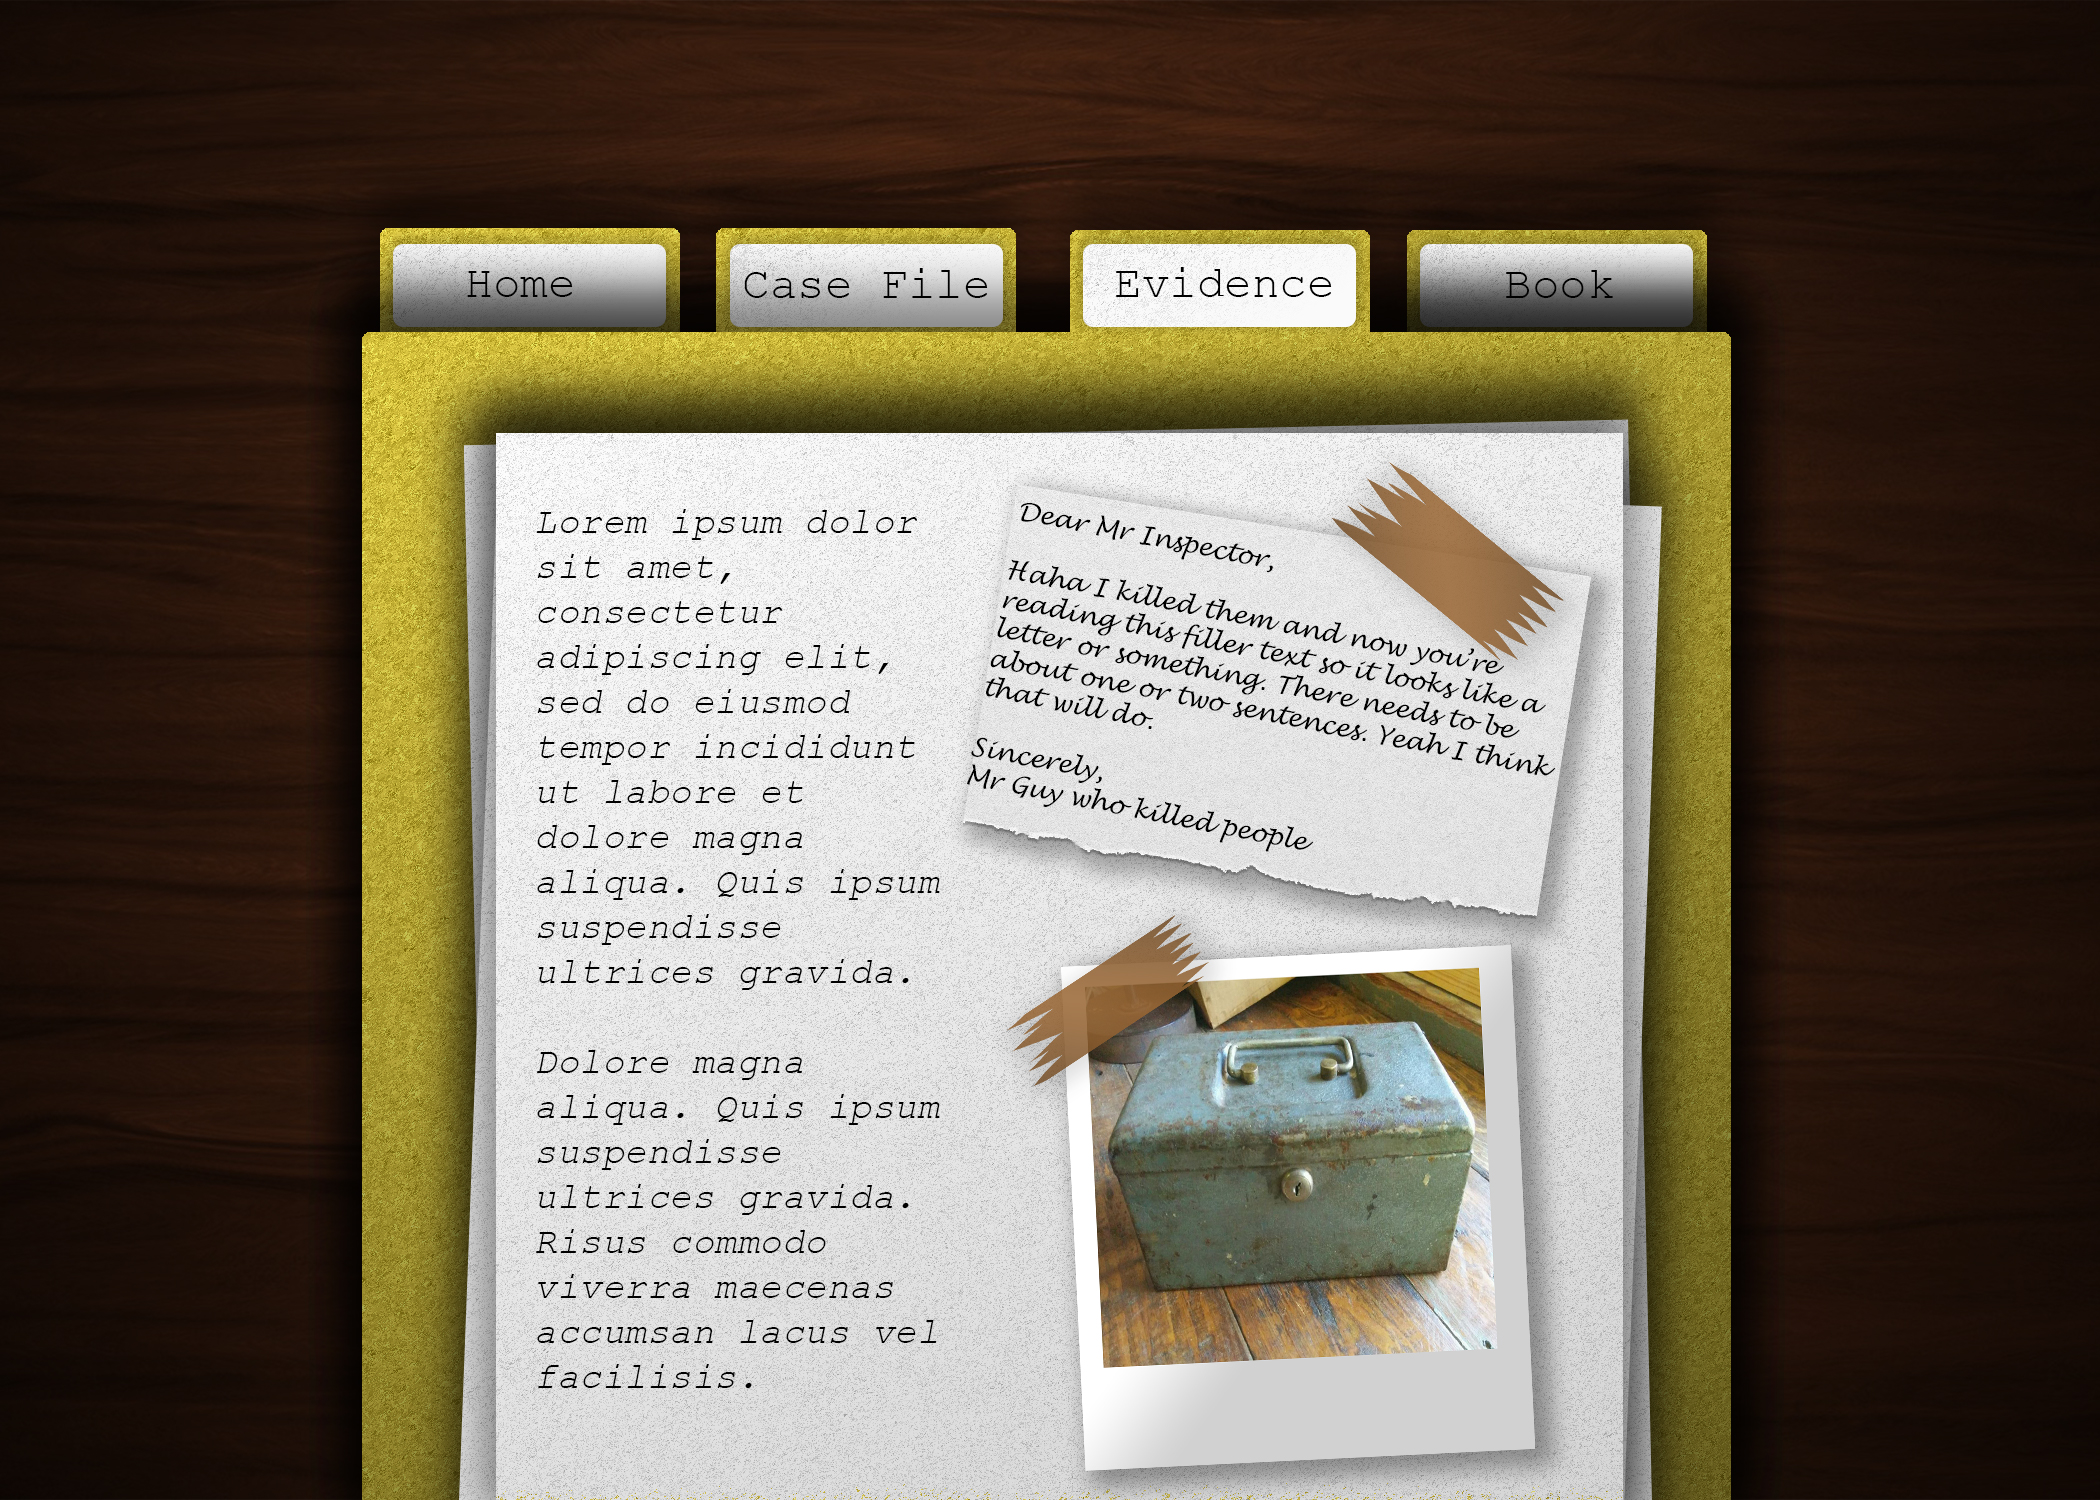 Home
Case File
Evidence
Book
Lorem ipsum dolor
sit amet,
consectetur
adipiscing elit,
sed do eiusmod
tempor incididunt
ut labore et
dolore magna
aliqua. Quis ipsum
suspendisse
ultrices gravida.
Dolore magna
aliqua. Quis ipsum
suspendisse
ultrices gravida.
Risus commodo
viverra maecenas
accumsan lacus vel
facilisis.
Dear Mr Inspector,
Haha I killed them and now you're
reading this filler text so it looks like a
letter or something. There needs to be
about one or two sentences. Yeah I think
that will do.
Sincerely,
Mr Guy who killed people